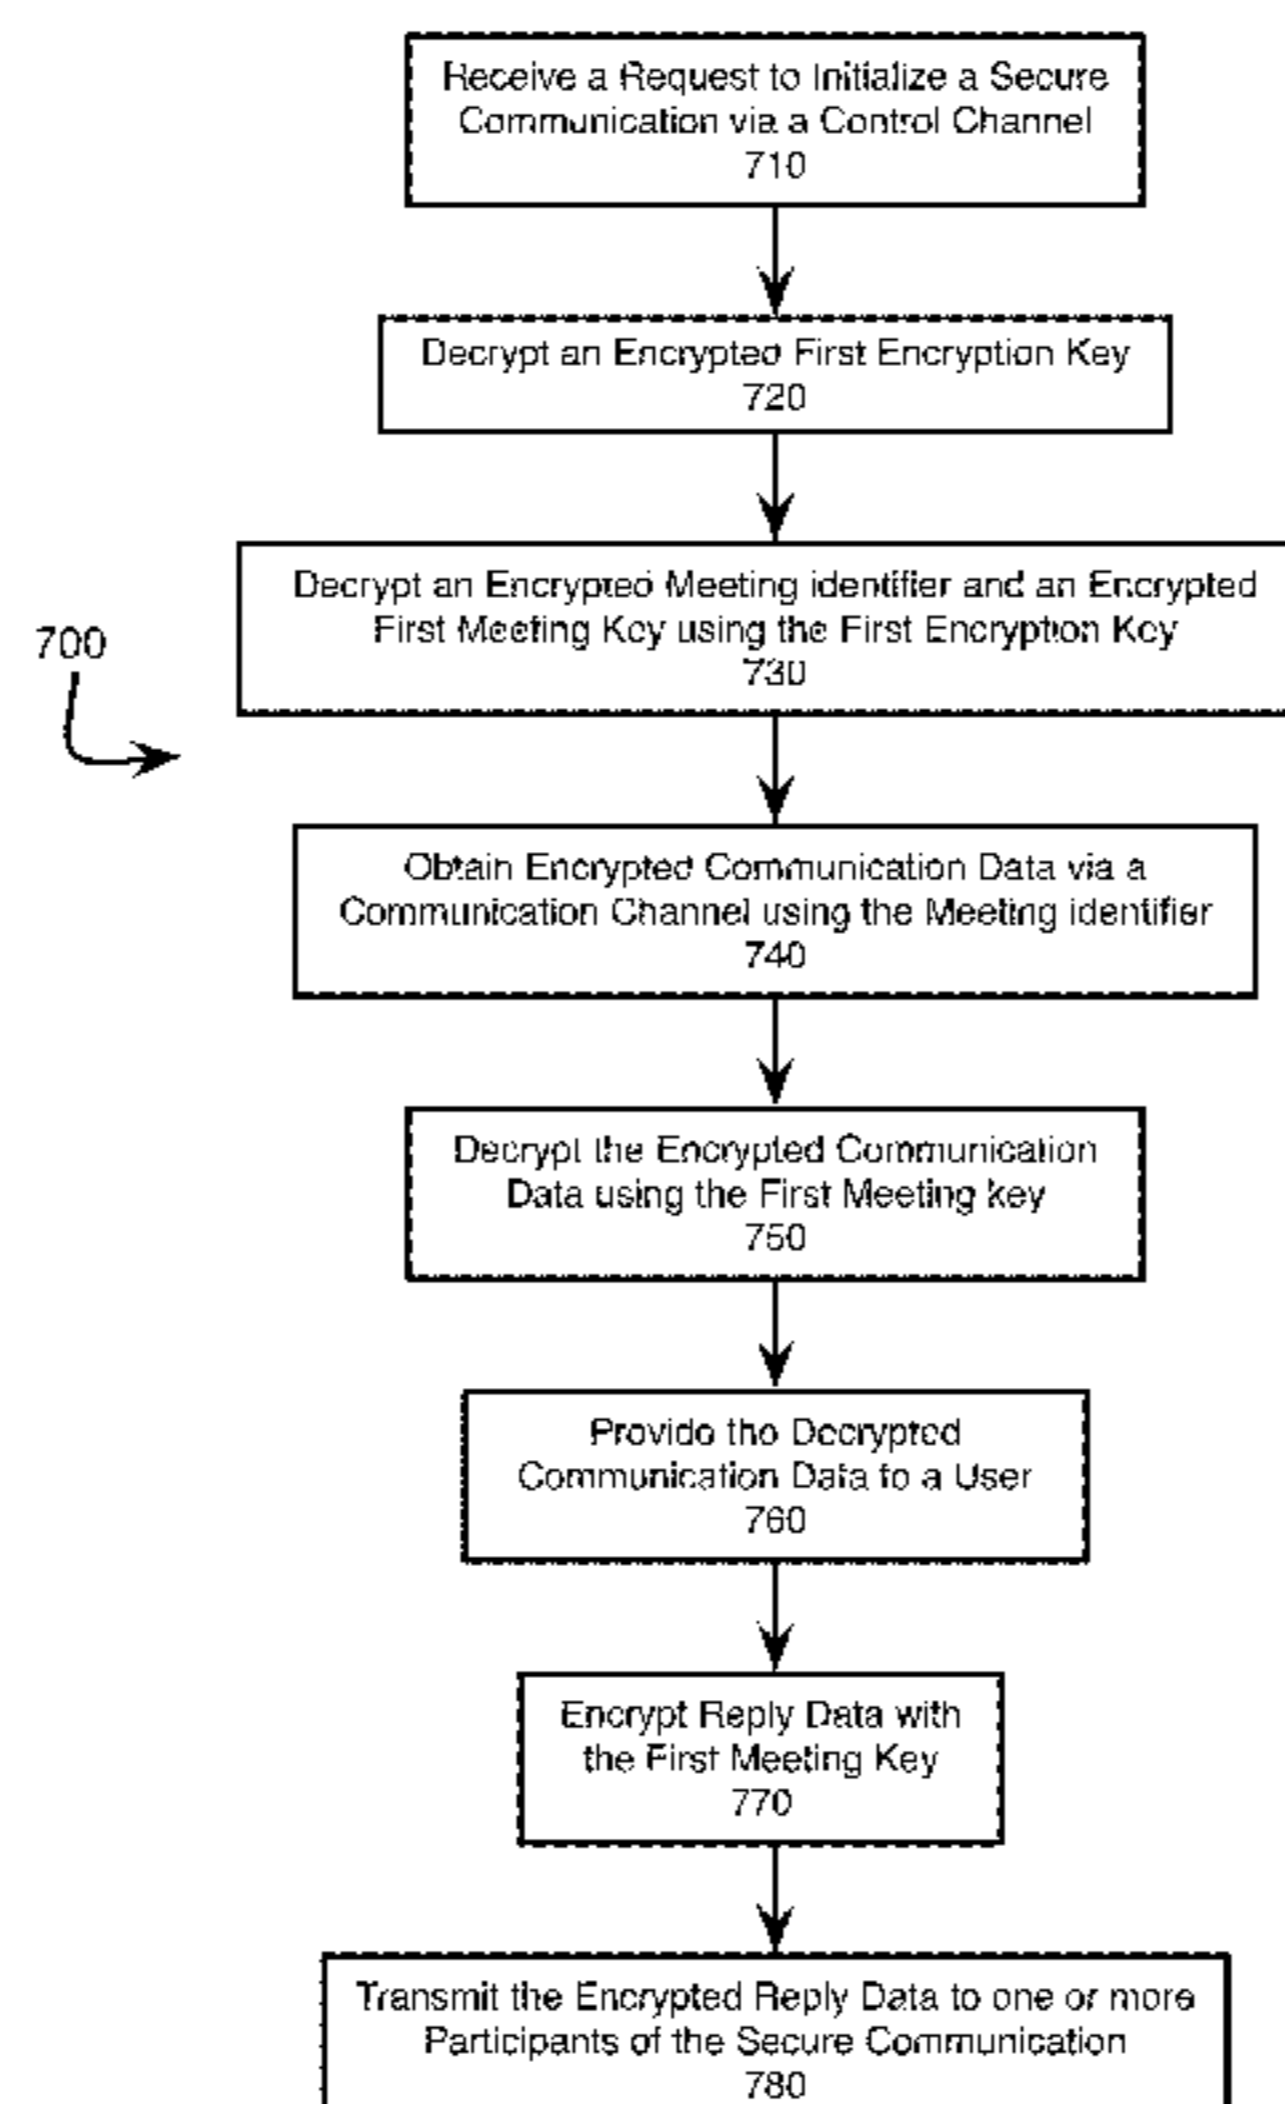 Receive a Request to Initialize a Secure
Communication via a Control Channel
710
Decrypt an Encrypted First Encryption Key
720
Decrypt an Encrypted Meeting identifier and an Encrypted
First Meeting Key using the First Encryption Key
730
700
Obtain Encrypted Communication Data via a
Communication Channel using the Meeting identifier
740
Decrypt the Encrypted Communication
Data using the First Meeting key
750
Provide the Decrypted
Communication Data to a User
760
Encrypt Reply Data with
the First Meeting Key
770
Transmit the Encrypted Reply Data to one or more
Participants of the Secure Communication
780